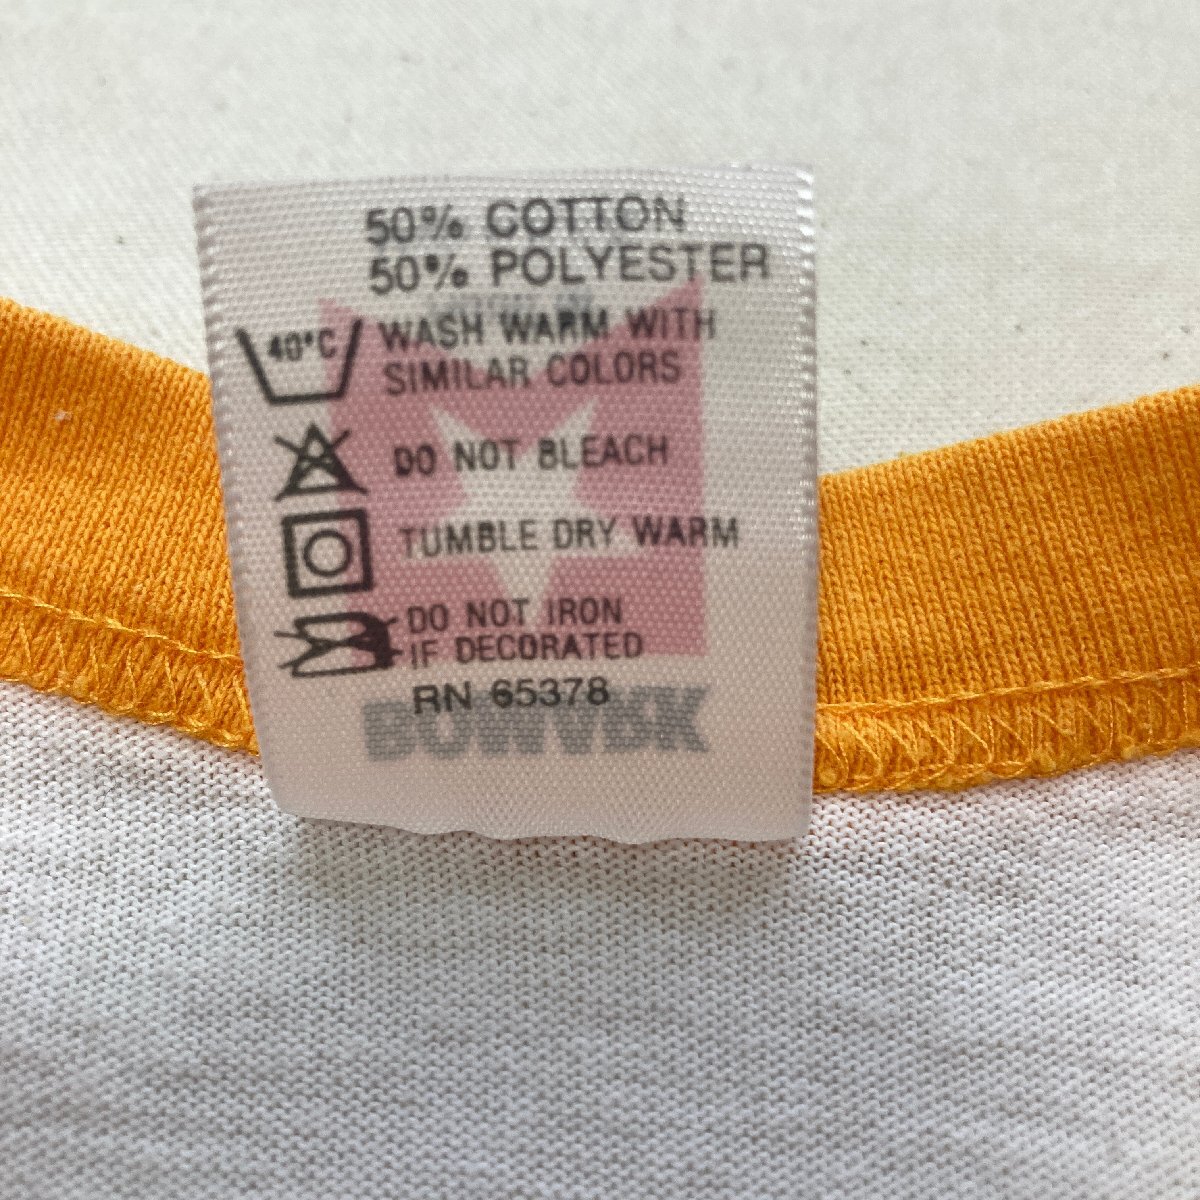 50% COTTON
50% POLYESTER
40°C
WASH WARM WITH
SIMILAR COLORS
DO NOT BLEACH
TUMBLE DRY WARM
DO NOT IRON
IF DECORATED
RN 65378